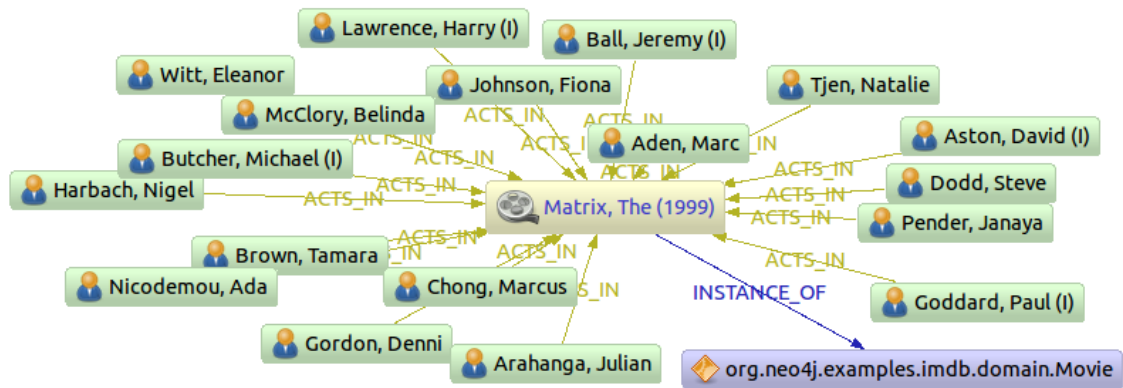 Lawrence, Harry (I)
Ball, Jeremy (I)
Witt, Eleanor
Johnson, Fiona
Tjen, Natalie
McClory, Belinda
ACTS_IN
ACTS_IN
Aden, Marc
Aston, David (I)
Butcher, Michael (I)
ACTS_IN
ACTS_IN
ACTS_IN
ACTS_IN
Harbach, Nigel
ACTS_IN
Matrix, The (1999)
ACTS_IN
Dodd, Steve
ACTS_IN
Pender, Janaya
Brown, Tamara
ACTS_IN
ACTS_IN
ACTS_IN
Nicodemou, Ada
Chong, Marcus
INSTANCE_OF
Goddard, Paul (I)
Gordon, Denni
Arahanga, Julian
org.neo4j.examples.imdb.domain.Movie